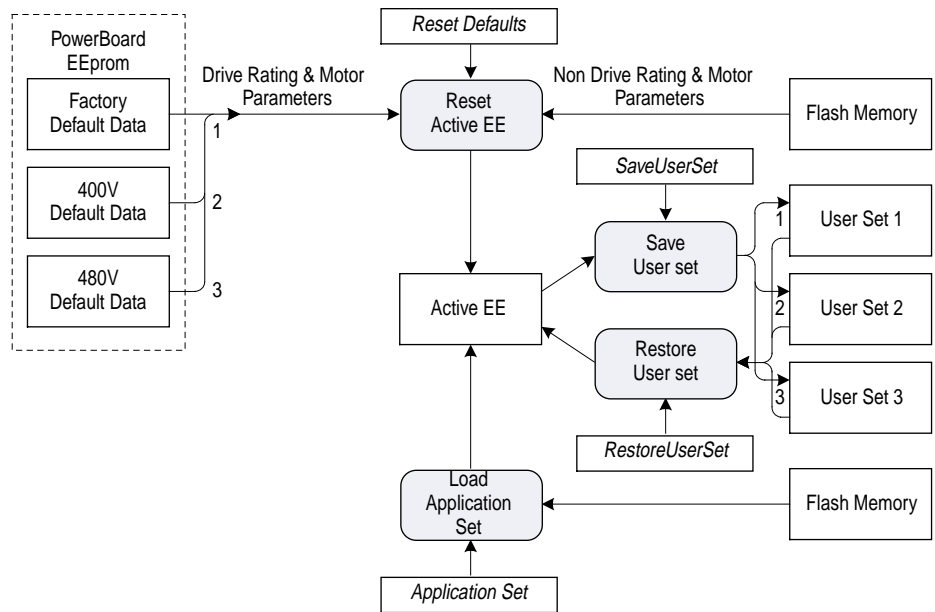 Reset Defaults
PowerBoard
EEprom
Drive Rating & Motor
Parameters
Non Drive Rating & Motor
Parameters
Factory
Default Data
1
Reset
Active EE
Flash Memory
SaveUserSet
400V
Default Data
2
1
User Set 1
Save
User set
480V
Default Data
3
Active EE
2
User Set 2
Restore
User set
3
User Set 3
RestoreUserSet
Load
Application
Set
Flash Memory
Application Set